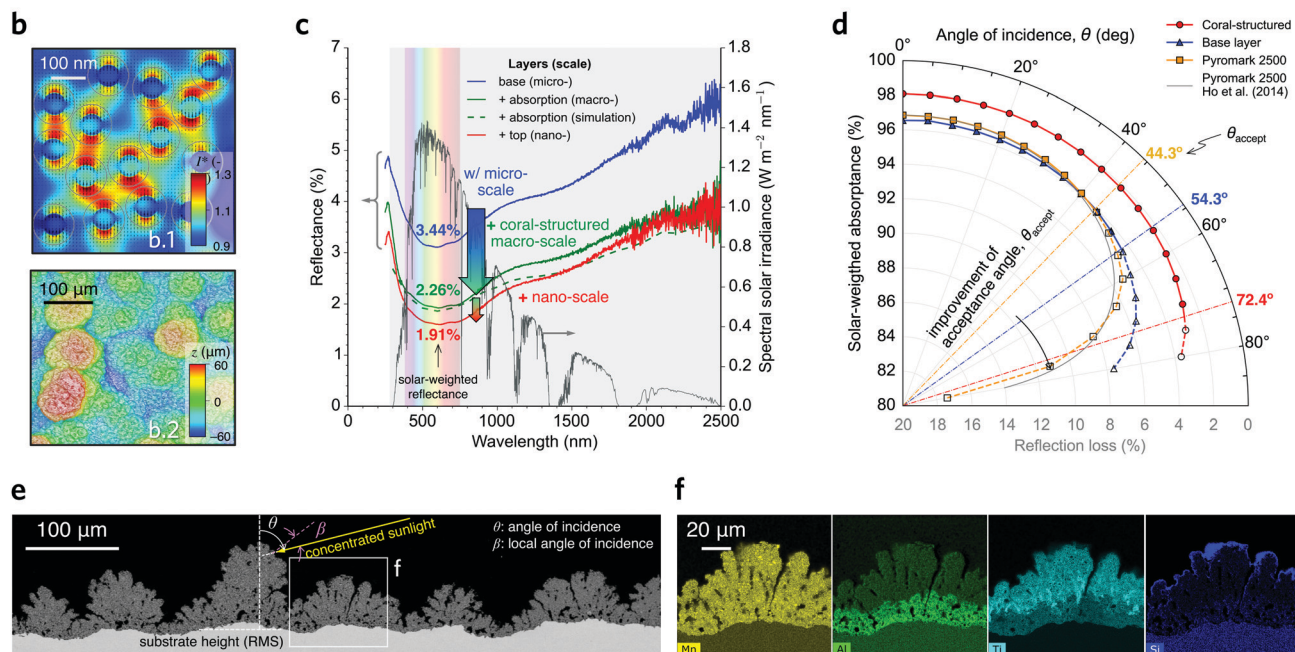 b
100 nm
I* (-
)
1.3
1.1
0.9
b.1
100 μm
z (μm)
60
0
−60
b.2
c
Layers (scale)
base (micro-)
+ absorption (macro-)
+ absorption (simulation)
+ top (nano-)
w/ micro-
scale
3.44%
+ coral-structured
macro-scale
2.26%
+ nano-scale
1.91%
solar-weighted
reflectance
Reflectance (%)
7
6
5
4
3
2
1
0
Spectral solar irradiance (W m⁻² nm⁻¹)
1.8
1.6
1.4
1.2
1.0
0.8
0.6
0.4
0.2
0.0
0 500 1000 1500 2000 2500
Wavelength (nm)
d
Angle of incidence, θ (deg)
Coral-structured
Base layer
Pyromark 2500
Pyromark 2500
Ho et al. (2014)
0°
20°
40°
60°
80°
θaccept
44.3°
54.3°
72.4°
improvement of
acceptance angle, θaccept
Solar-weigthed absorptance (%)
100
98
96
94
92
90
88
86
84
82
80
20 18 16 14 12 10 8 6 4 2 0
Reflection loss (%)
e
100 μm
θ
β
concentrated sunlight
θ: angle of incidence
β: local angle of incidence
f
substrate height (RMS)
f
20 μm
Mn
Al
Ti
Si